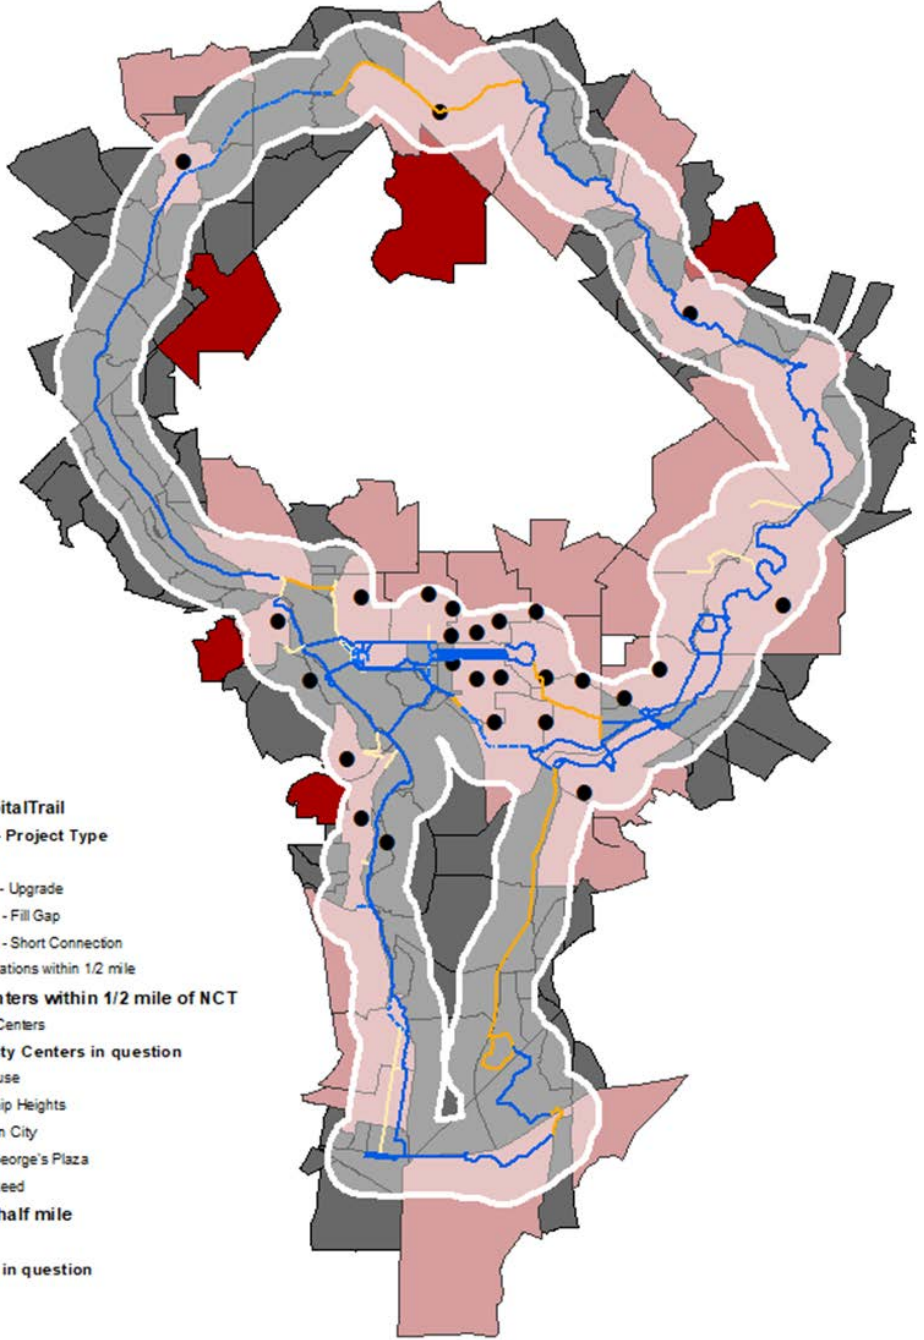 italTrail
- Project Type
- Upgrade
- Fill Gap
- Short Connection
ations within 1/2 mile
nters within 1/2 mile of NCT
Centers
ty Centers in question
use
ip Heights
n City
eorge's Plaza
eed
half mile
in question